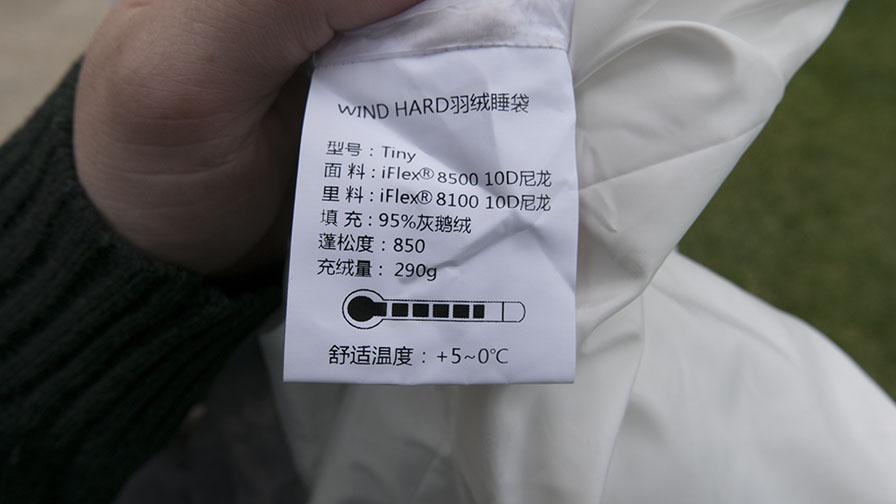 WIND HARD羽绒睡袋
型号：Tiny
面料：iFlex® 8500 10D尼龙
里料：iFlex® 8100 10D尼龙
填充：95%灰鹅绒
蓬松度：850
充绒量：290g
舒适温度：+5~0℃